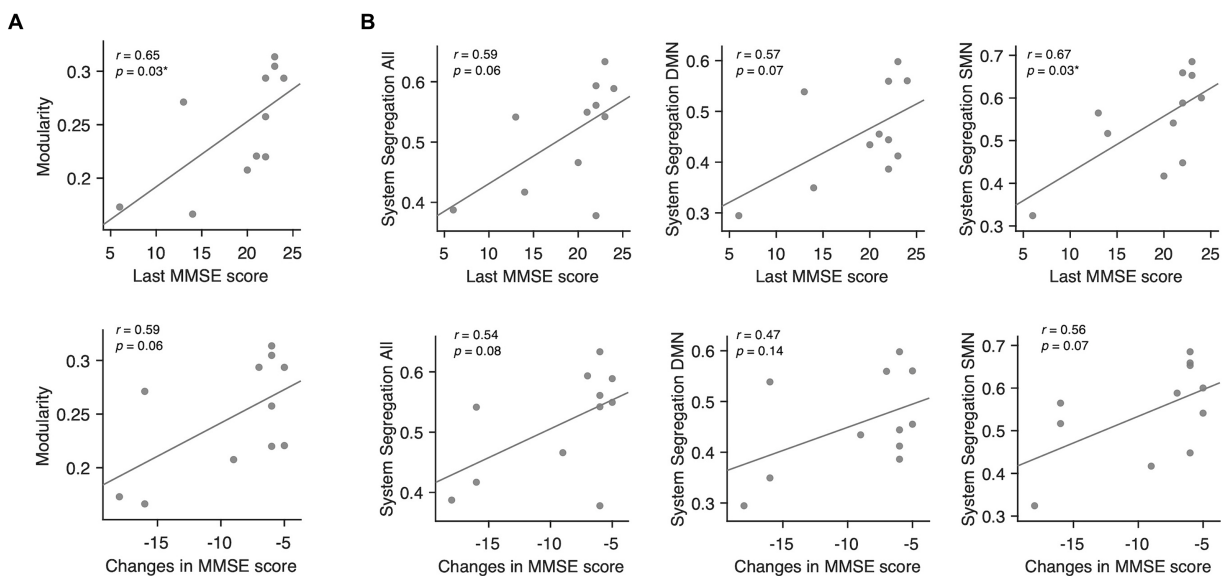 A
B
r = 0.65
p = 0.03*
0.3
0.25
0.2
Modularity
5 10 15 20 25
Last MMSE score
r = 0.59
p = 0.06
0.6
0.5
0.4
System Segregation All
5 10 15 20 25
Last MMSE score
r = 0.57
p = 0.07
0.6
0.5
0.4
0.3
System Segregation DMN
5 10 15 20 25
Last MMSE score
r = 0.67
p = 0.03*
0.7
0.6
0.5
0.4
0.3
System Segregation SMN
5 10 15 20 25
Last MMSE score
r = 0.59
p = 0.06
0.3
0.25
0.2
Modularity
-15 -10 -5
Changes in MMSE score
r = 0.54
p = 0.08
0.6
0.5
0.4
System Segregation All
-15 -10 -5
Changes in MMSE score
r = 0.47
p = 0.14
0.6
0.5
0.4
0.3
System Segregation DMN
-15 -10 -5
Changes in MMSE score
r = 0.56
p = 0.07
0.7
0.6
0.5
0.4
0.3
System Segregation SMN
-15 -10 -5
Changes in MMSE score